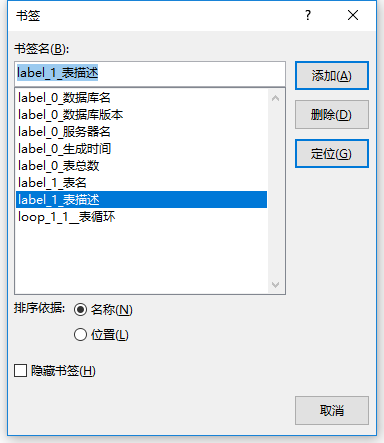 书签
书签名(B):
label_1_表描述
添加(A)
label_0_数据库名
label_0_数据库版本
label_0_服务器名
label_0_生成时间
label_0_表总数
label_1_表名
label_1_表描述
loop_1_1__表循环
删除(D)
定位(G)
排序依据:
名称(N)
位置(L)
隐藏书签(H)
取消